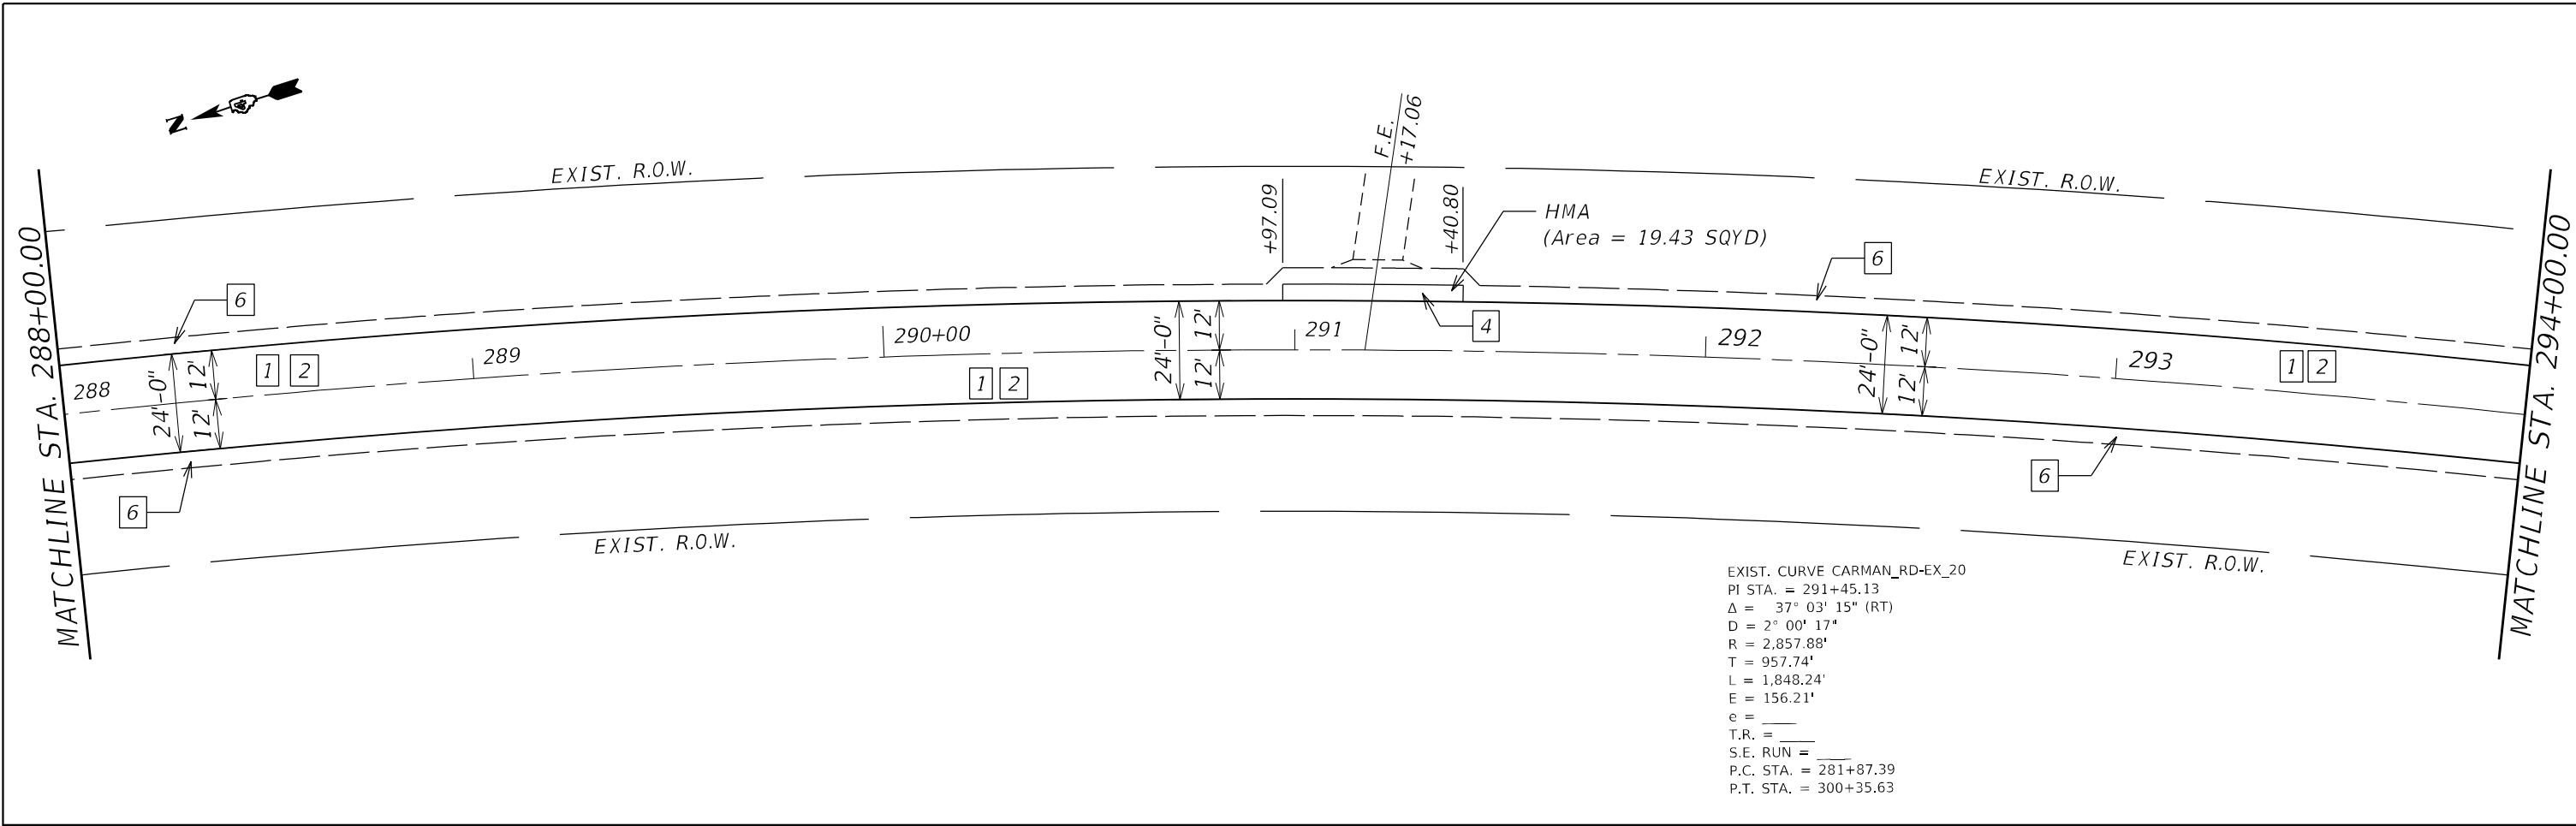 N
EXIST. R.O.W.
EXIST. R.O.W.
F.E.
+17.06
+97.09
+40.80
HMA
(Area = 19.43 SQYD)
6
6
4
MATCHLINE STA. 288+00.00
MATCHLINE STA. 294+00.00
288
289
290+00
291
292
293
24'-0"
12'
12'
1 2
1 2
24'-0"
12'
12'
24'-0"
12'
12'
1 2
6
6
EXIST. R.O.W.
EXIST. R.O.W.
EXIST. CURVE CARMAN_RD-EX_20
PI STA. = 291+45.13
Δ = 37° 03' 15" (RT)
D = 2° 00' 17"
R = 2,857.88'
T = 957.74'
L = 1,848.24'
E = 156.21'
e = ____
T.R. = ____
S.E. RUN = ____
P.C. STA. = 281+87.39
P.T. STA. = 300+35.63